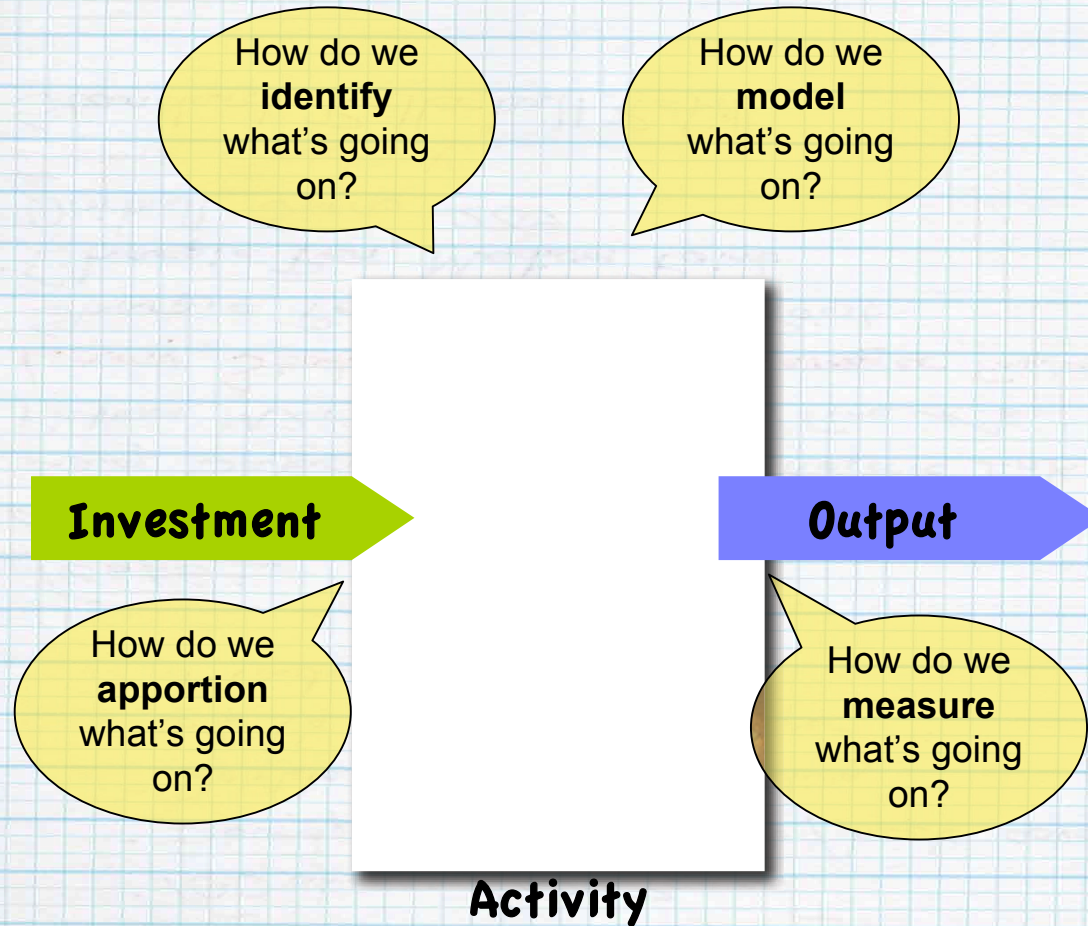 How do we
identify
what's going
on?
How do we
model
what's going
on?
Investment
Output
How do we
apportion
what’s going
on?
How do we
measure
what’s going
on?
Activity